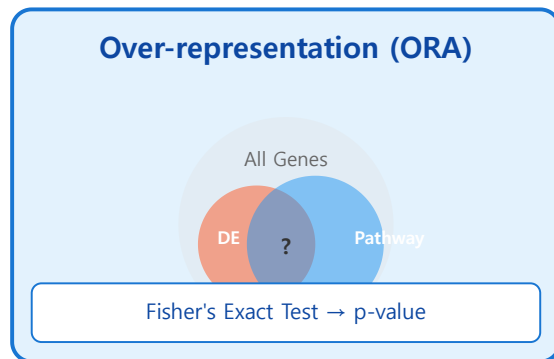 Over-representation (ORA)
All Genes
DE
?
Pathway
Fisher's Exact Test → p-value